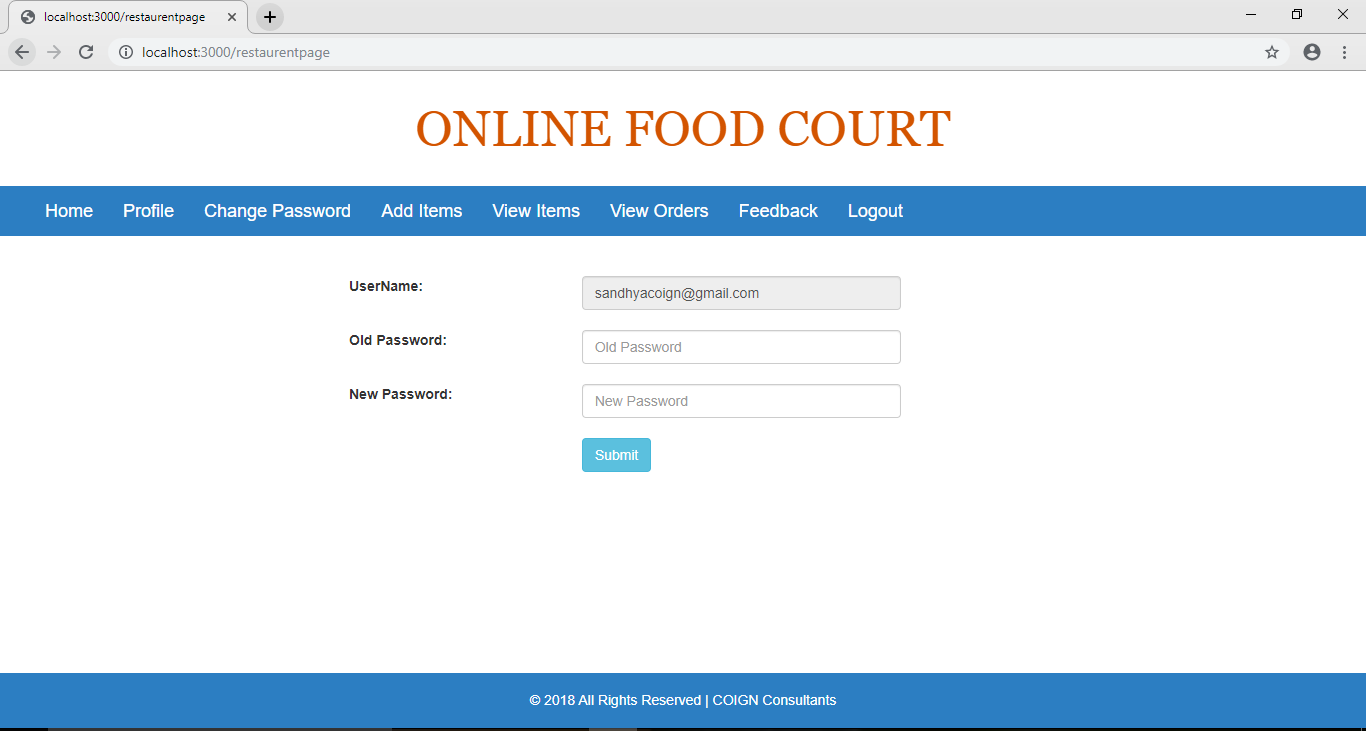 localhost:3000/restaurentpage
localhost:3000/restaurentpage
ONLINE FOOD COURT
Home Profile Change Password Add Items View Items View Orders Feedback Logout
UserName: sandhyacoign@gmail.com
Old Password: Old Password
New Password: New Password
Submit
© 2018 All Rights Reserved | COIGN Consultants